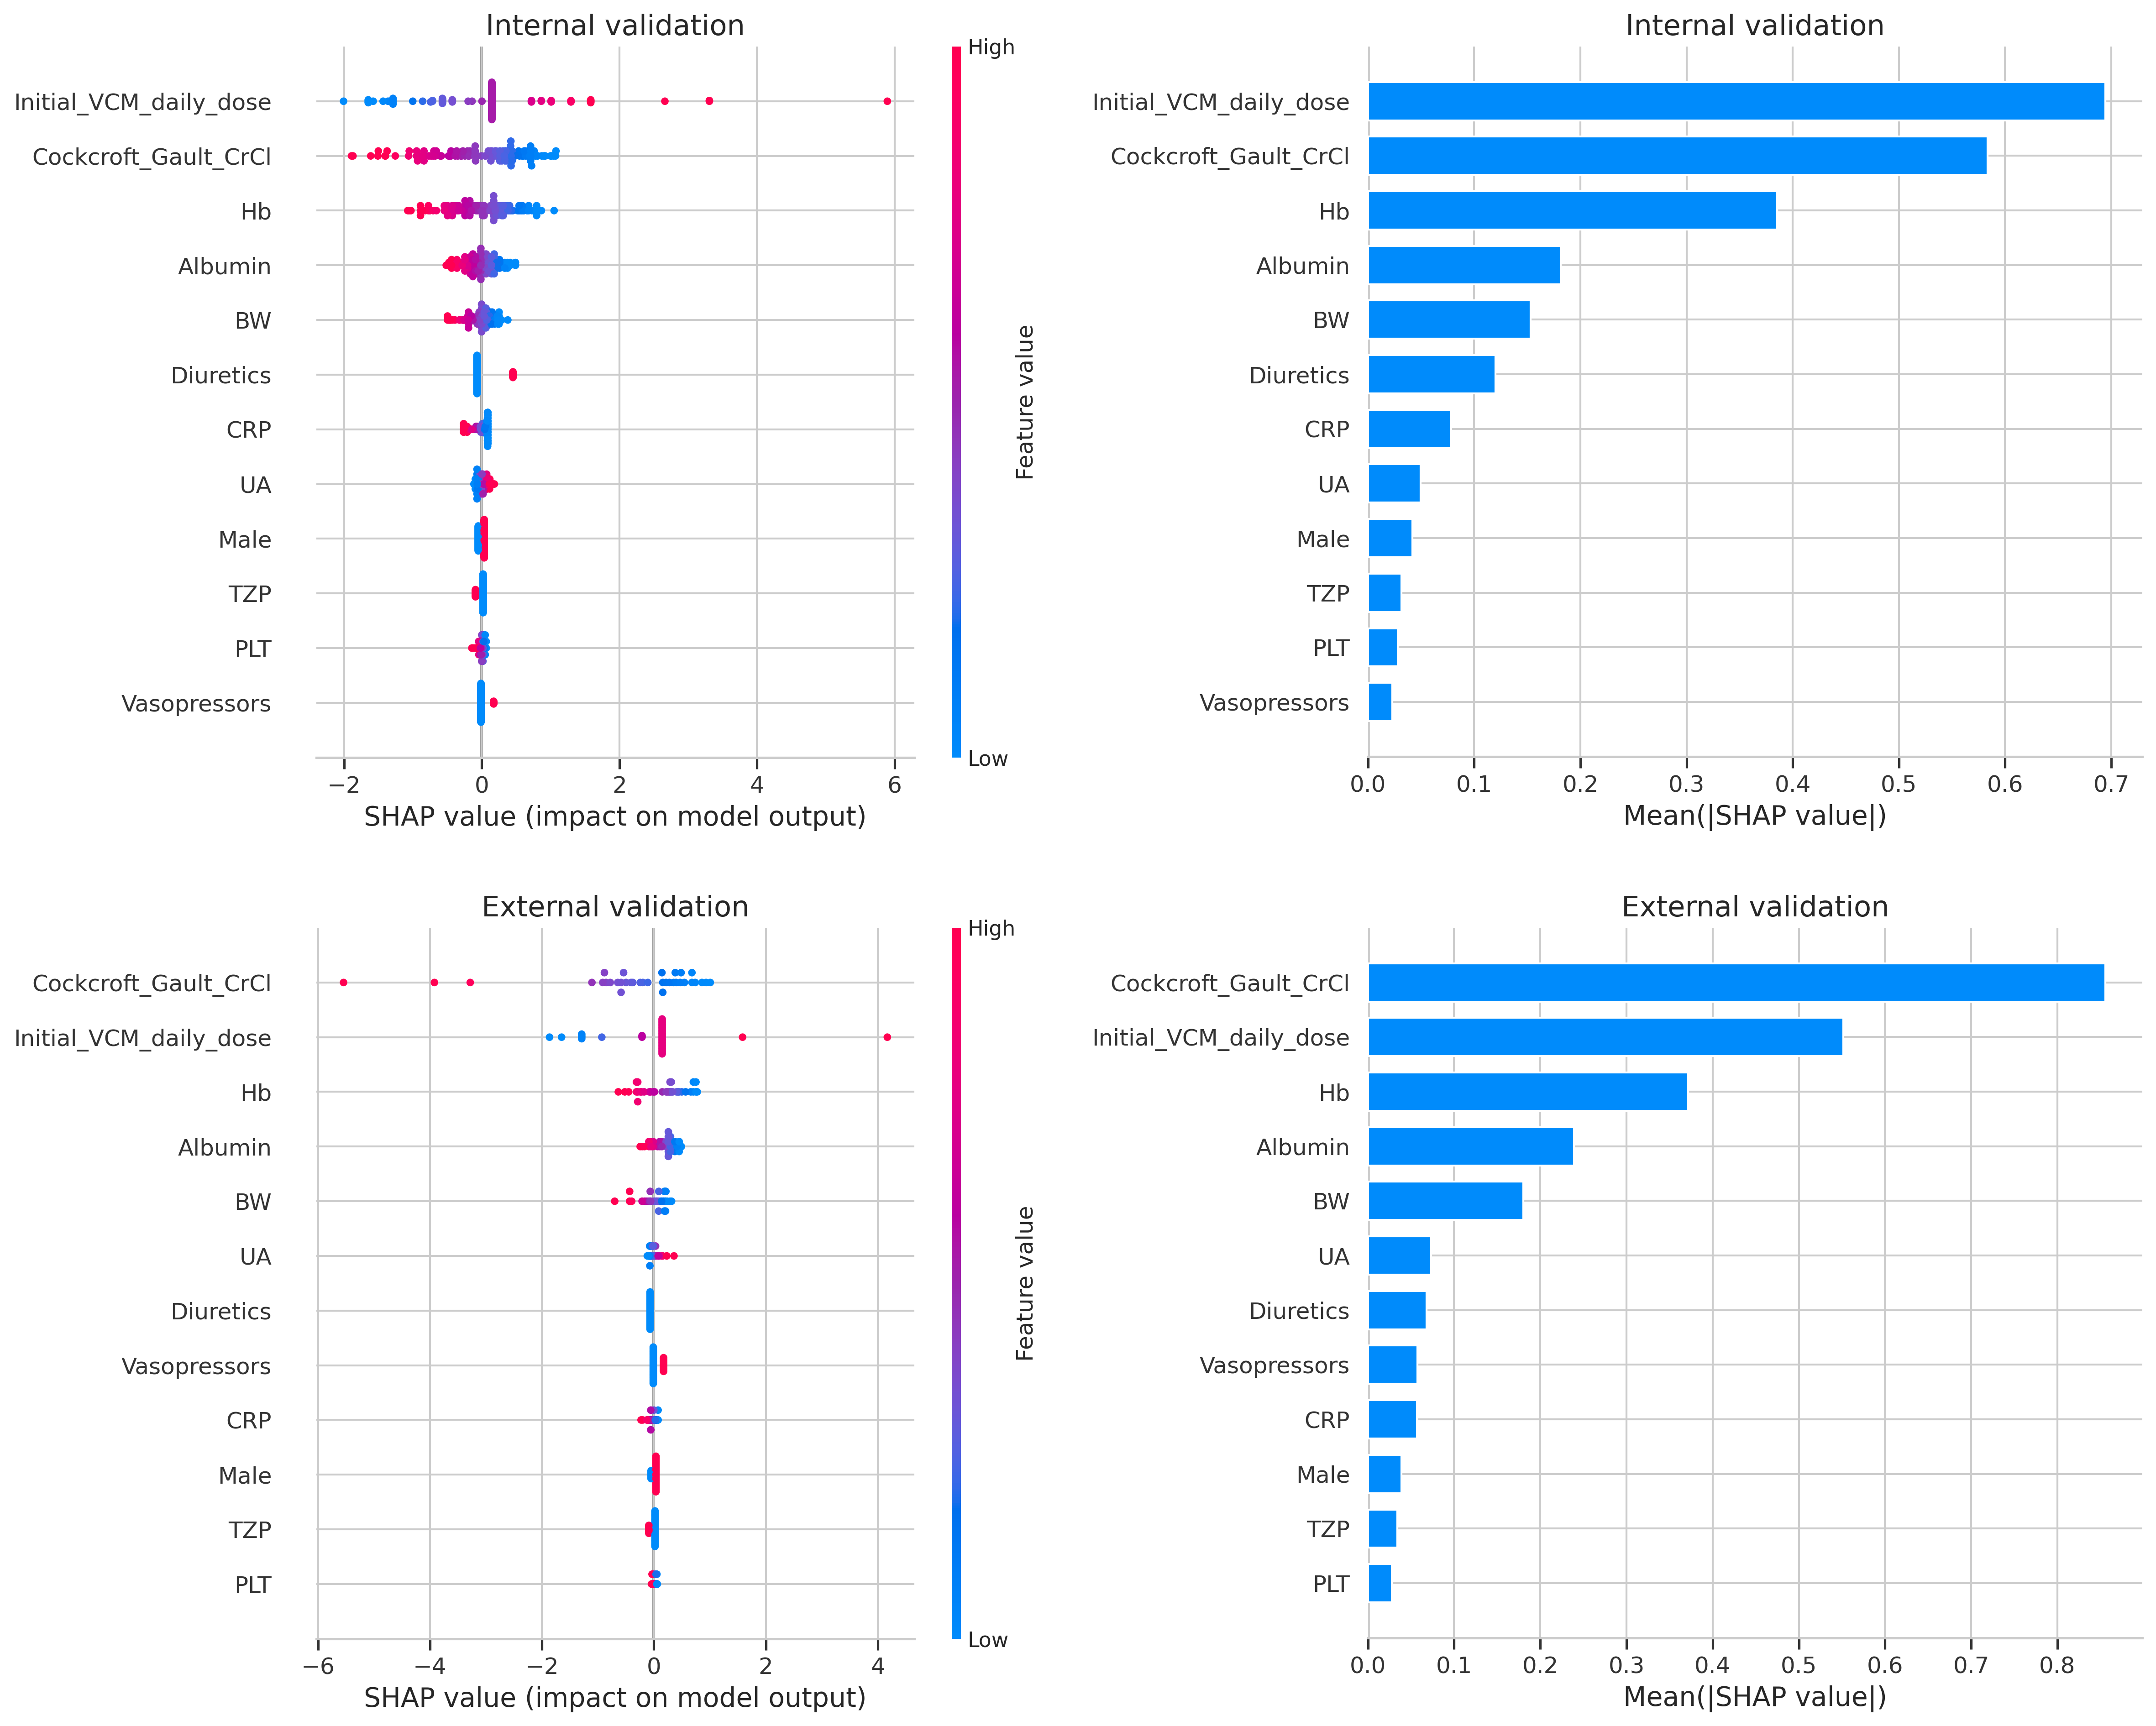 Internal validation
High
Initial_VCM_daily_dose
Cockcroft_Gault_CrCl
Hb
Albumin
BW
Diuretics
CRP
UA
Male
TZP
PLT
Vasopressors
Feature value
Low
−2 0 2 4 6
SHAP value (impact on model output)
Internal validation
Initial_VCM_daily_dose
Cockcroft_Gault_CrCl
Hb
Albumin
BW
Diuretics
CRP
UA
Male
TZP
PLT
Vasopressors
0.0 0.1 0.2 0.3 0.4 0.5 0.6 0.7
Mean(|SHAP value|)
External validation
High
Cockcroft_Gault_CrCl
Initial_VCM_daily_dose
Hb
Albumin
BW
UA
Diuretics
Vasopressors
CRP
Male
TZP
PLT
Feature value
Low
−6 −4 −2 0 2 4
SHAP value (impact on model output)
External validation
Cockcroft_Gault_CrCl
Initial_VCM_daily_dose
Hb
Albumin
BW
UA
Diuretics
Vasopressors
CRP
Male
TZP
PLT
0.0 0.1 0.2 0.3 0.4 0.5 0.6 0.7 0.8
Mean(|SHAP value|)